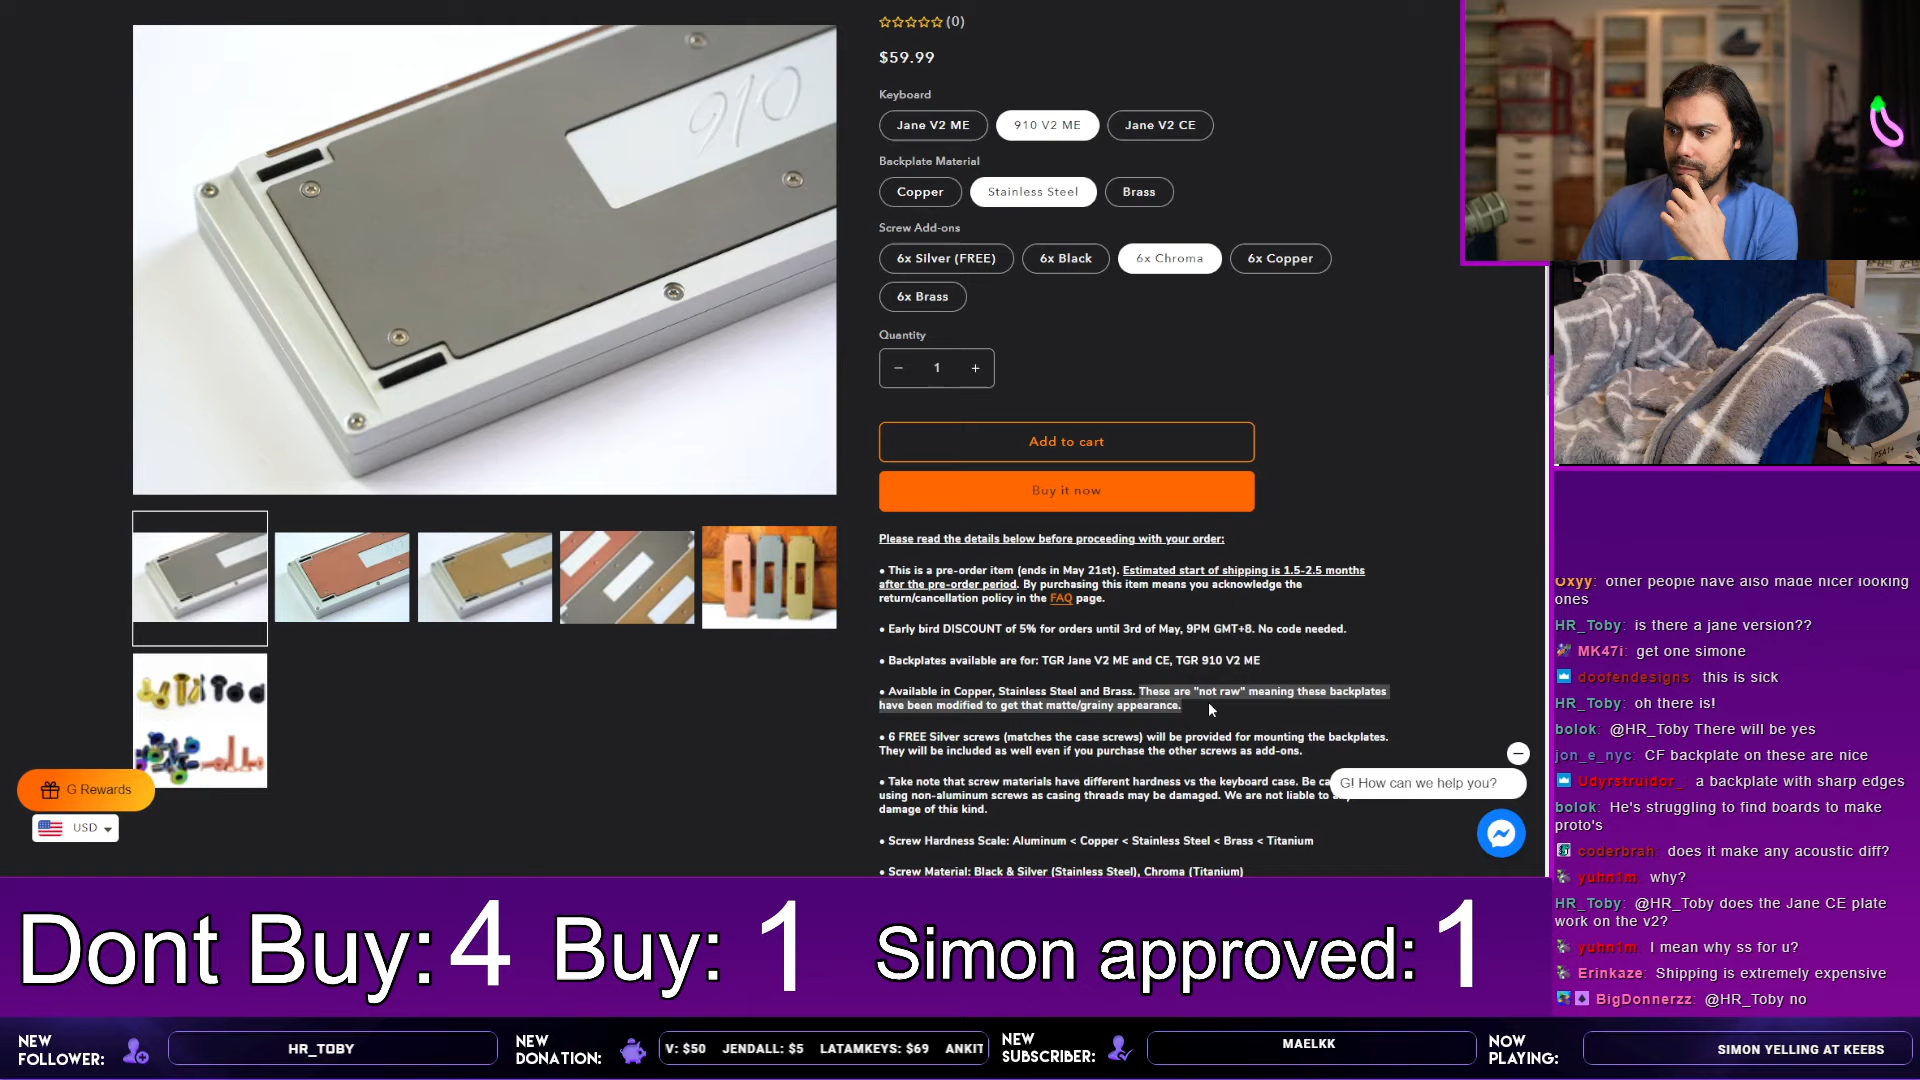 (0)
$59.99
Keyboard
Jane V2 ME
910 V2 ME
Jane V2 CE
Backplate Material
Copper
Stainless Steel
Brass
Screw Add-ons
6x Silver (FREE)
6x Black
6x Chroma
6x Copper
6x Brass
Quantity
− 1 +
Add to cart
Buy it now
Please read the details below before proceeding with your order:
• This is a pre-order item (ends in May 21st). Estimated start of shipping is 1.5-2.5 months
after the pre-order period. By purchasing this item means you acknowledge the
return/cancellation policy in the FAQ page.
• Early bird DISCOUNT of 5% for orders until 3rd of May, 9PM GMT+8. No code needed.
• Backplates available are for: TGR Jane V2 ME and CE, TGR 910 V2 ME
• Available in Copper, Stainless Steel and Brass. These are "not raw" meaning these backplates
have been modified to get that matte/grainy appearance.
• 6 FREE Silver screws (matches the case screws) will be provided for mounting the backplates.
They will be included as well even if you purchase the other screws as add-ons.
• Take note that screw materials have different hardness vs the keyboard case. Be
using non-aluminum screws as casing threads may be damaged. We are not liable to
damage of this kind.
• Screw Hardness Scale: Aluminum < Copper < Stainless Steel < Brass < Titanium
• Screw Material: Black & Silver (Stainless Steel), Chroma (Titanium)
G! How can we help you?
910
G Rewards
USD
PSA1
Oxyy: other people have also made nicer looking
ones
HR_Toby: is there a jane version??
MK47i: get one simone
doofendesigns: this is sick
HR_Toby: oh there is!
bolok: @HR_Toby There will be yes
jon_e_nyc: CF backplate on these are nice
Udyrstruidor_: a backplate with sharp edges
bolok: He's struggling to find boards to make
proto's
coderbrah: does it make any acoustic diff?
yuhn1m: why?
HR_Toby: @HR_Toby does the Jane CE plate
work on the v2?
yuhn1m: I mean why ss for u?
Erinkaze: Shipping is extremely expensive
BigDonnerzz: @HR_Toby no
Dont Buy: 4 Buy: 1 Simon approved: 1
NEW
FOLLOWER:
HR_TOBY
NEW
DONATION:
V: $50 JENDALL: $5 LATAMKEYS: $69 ANKIT
NEW
SUBSCRIBER:
MAELKK
NOW
PLAYING:
SIMON YELLING AT KEEBS